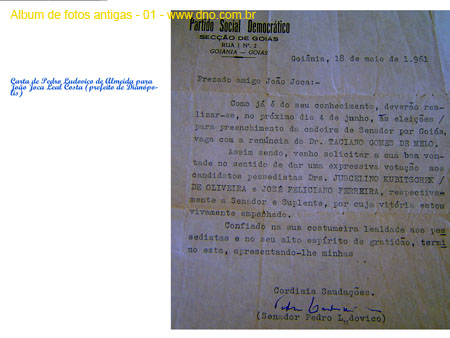 Album de fotos antigas - 01 - www.dno.com.br
Carta de Pedro Ludovico de Almeida para
João Joca Leal Costa (prefeito de Dianópo-
lis)
Partido Social Democrático
SECÇÃO DE GOIÁS
RUA 1 N.º 2
GOIÂNIA - GOIÁS
Goiânia, 18 de maio de 1.961
Prezado amigo João Joca:-
Como já é do seu conhecimento, deverão rea-
lizar-se, no próximo dia 4 de junho, as eleições /
para preenchimento da cadeira de Senador por Goiás,
vaga com a renúncia do Dr. TACIANO GOMES DE MELO.
Assim sendo, venho solicitar a sua boa von-
tade no sentido de dar uma expressiva votação aos
candidatos pessedistas Drs. JUSCELINO KUBITSCHEK /
DE OLIVEIRA e JOSÉ FELICIANO FERREIRA, respectiva-
mente a Senador e Suplente, por cuja vitória estou
vivamente empenhado.
Confiado na sua costumeira lealdade aos pes
sedistas e no seu alto espírito de gratidão, termi
no esta, apresentando-lhe minhas
Cordiais Saudações.
(Senador Pedro Ludovico)